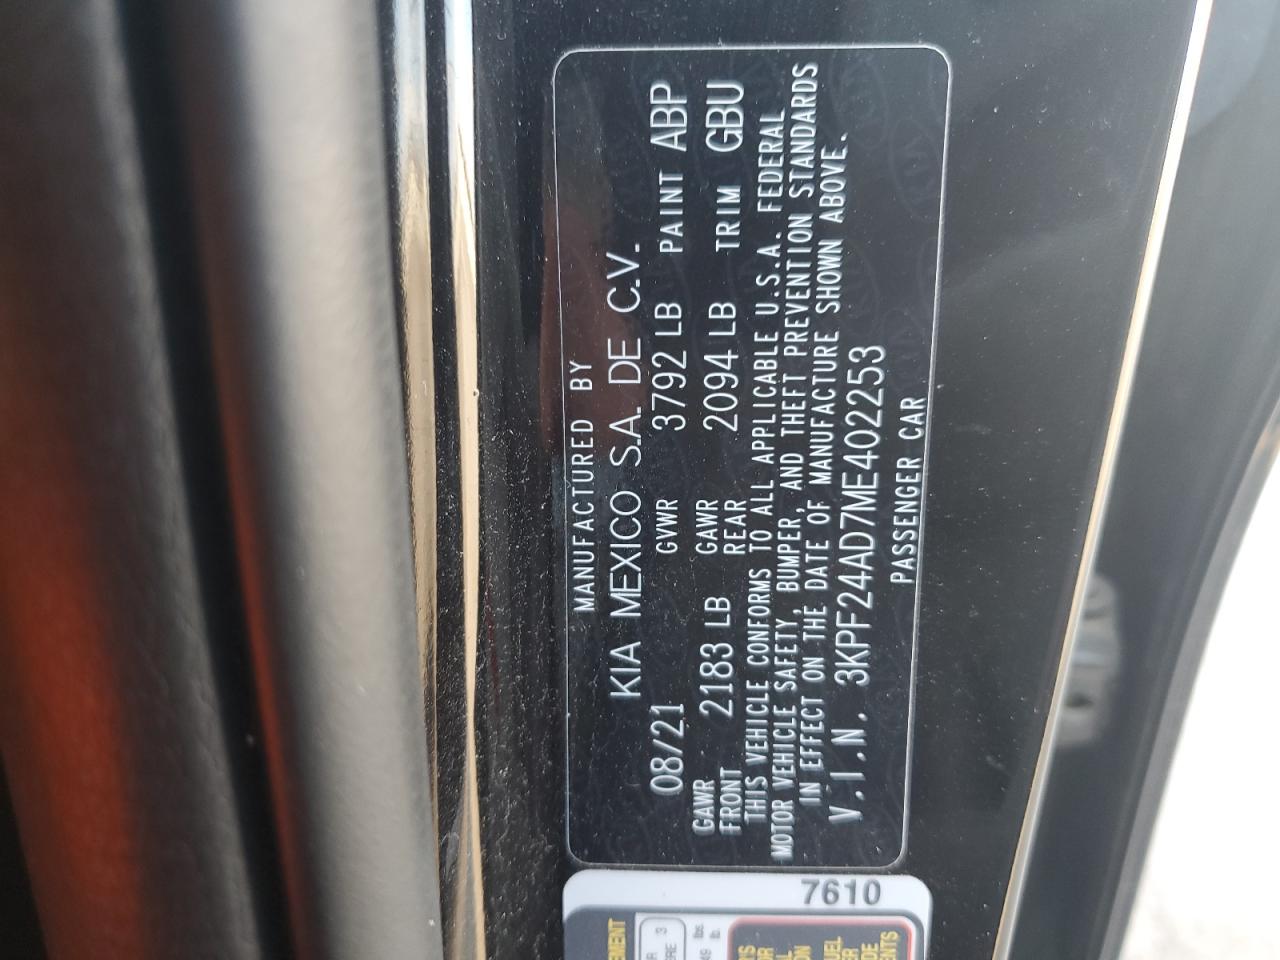 MANUFACTURED BY
KIA MEXICO S.A. DE C.V.
08/21 GVWR 3792 LB PAINT ABP
GAWR FRONT 2183 LB GAWR REAR 2094 LB TRIM GBU
THIS VEHICLE CONFORMS TO ALL APPLICABLE U.S.A. FEDERAL
MOTOR VEHICLE SAFETY, BUMPER, AND THEFT PREVENTION STANDARDS
IN EFFECT ON THE DATE OF MANUFACTURE SHOWN ABOVE.
V.I.N. 3KPF24AD7ME402253
PASSENGER CAR
7610